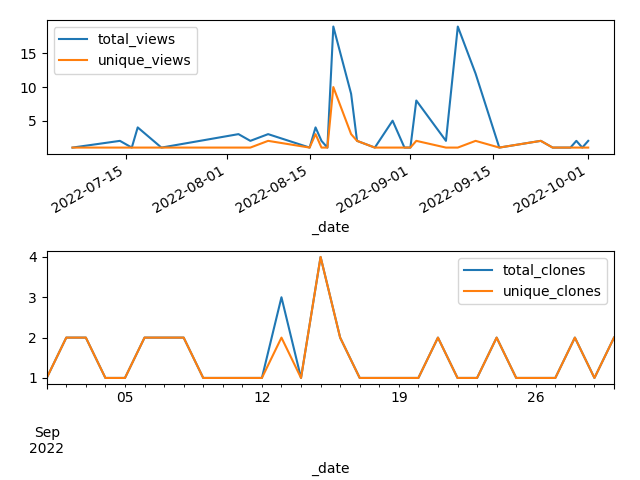 total_views
unique_views
15
10
5
2022-07-15
2022-08-01
2022-08-15
2022-09-01
2022-09-15
2022-10-01
_date
total_clones
unique_clones
4
3
2
1
05
12
19
26
Sep
2022
_date